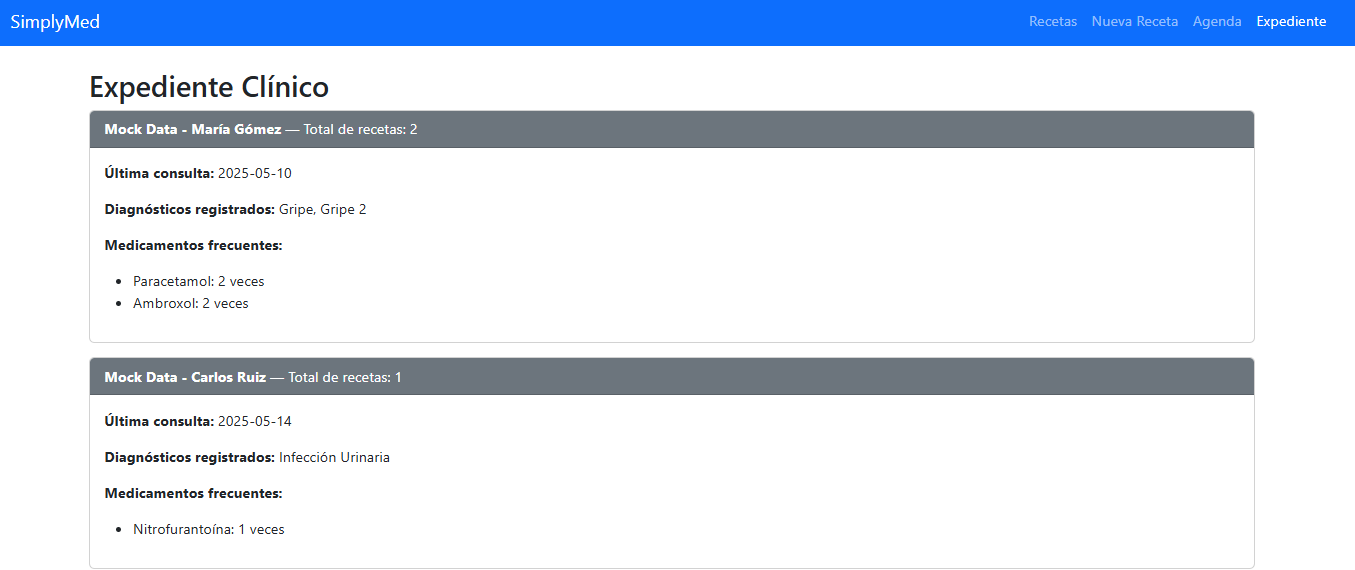 SimplyMed
Recetas Nueva Receta Agenda Expediente
Expediente Clínico
Mock Data - María Gómez — Total de recetas: 2
Última consulta: 2025-05-10
Diagnósticos registrados: Gripe, Gripe 2
Medicamentos frecuentes:
• Paracetamol: 2 veces
• Ambroxol: 2 veces
Mock Data - Carlos Ruiz — Total de recetas: 1
Última consulta: 2025-05-14
Diagnósticos registrados: Infección Urinaria
Medicamentos frecuentes:
• Nitrofurantoína: 1 veces